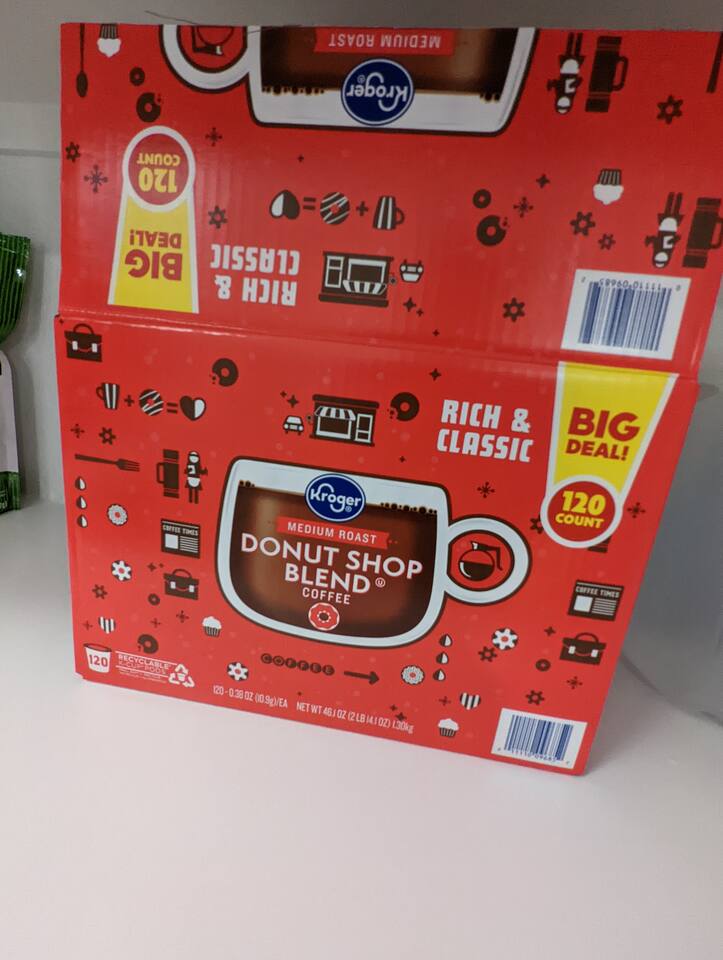 MEDIUM ROAST
Kroger
120
COUNT
BIG
DEAL!
RICH &
CLASSIC
RICH &
CLASSIC
BIG
DEAL!
120
COUNT
Kroger
MEDIUM ROAST
DONUT SHOP
BLEND
COFFEE
COFFEE TIMES
COFFEE TIMES
COFFEE
120
RECYCLABLE
K-CUP PODS
120 - 0.38 OZ (10.9g)/EA NET WT 46.1 OZ (2 LB 14.1 OZ) 1.30kg